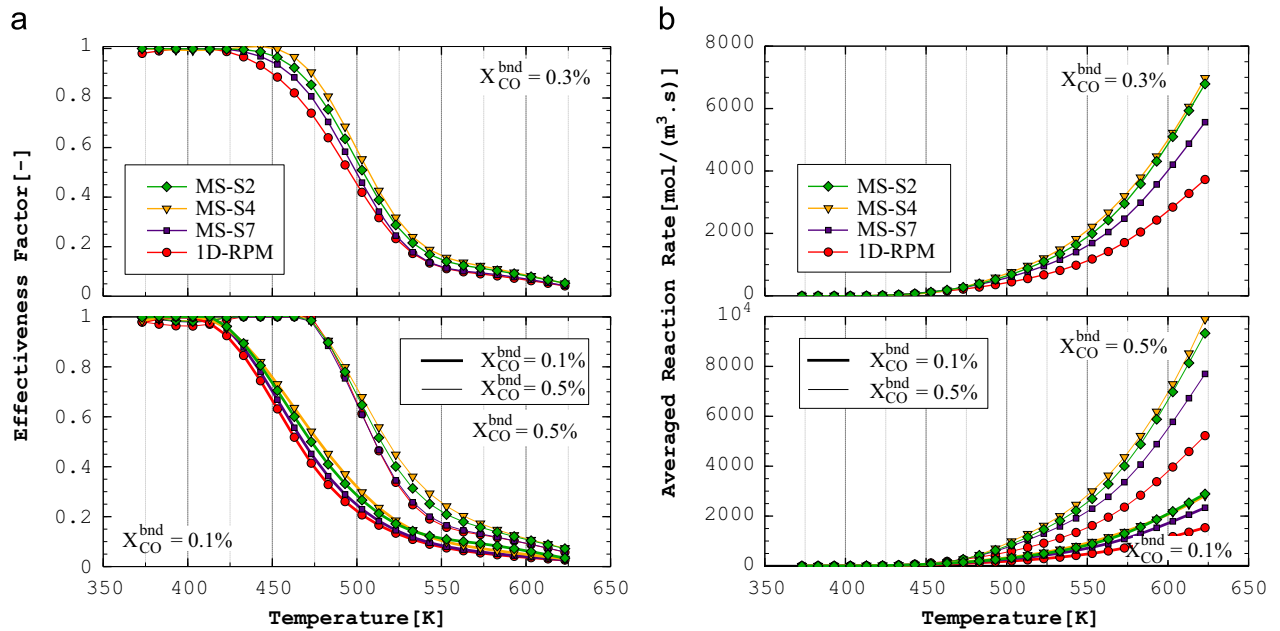 a
b
Effectiveness Factor[-]
1
0.8
0.6
0.4
0.2
0
X_CO^bnd = 0.3%
MS-S2
MS-S4
MS-S7
1D-RPM
1
0.8
0.6
0.4
0.2
0
X_CO^bnd = 0.1%
X_CO^bnd = 0.5%
X_CO^bnd = 0.5%
X_CO^bnd = 0.1%
350 400 450 500 550 600 650
Temperature[K]
Averaged Reaction Rate[mol/(m³.s)]
8000
6000
4000
2000
0
X_CO^bnd = 0.3%
MS-S2
MS-S4
MS-S7
1D-RPM
10⁴
8000
6000
4000
2000
0
X_CO^bnd = 0.1%
X_CO^bnd = 0.5%
X_CO^bnd = 0.5%
X_CO^bnd = 0.1%
350 400 450 500 550 600 650
Temperature[K]